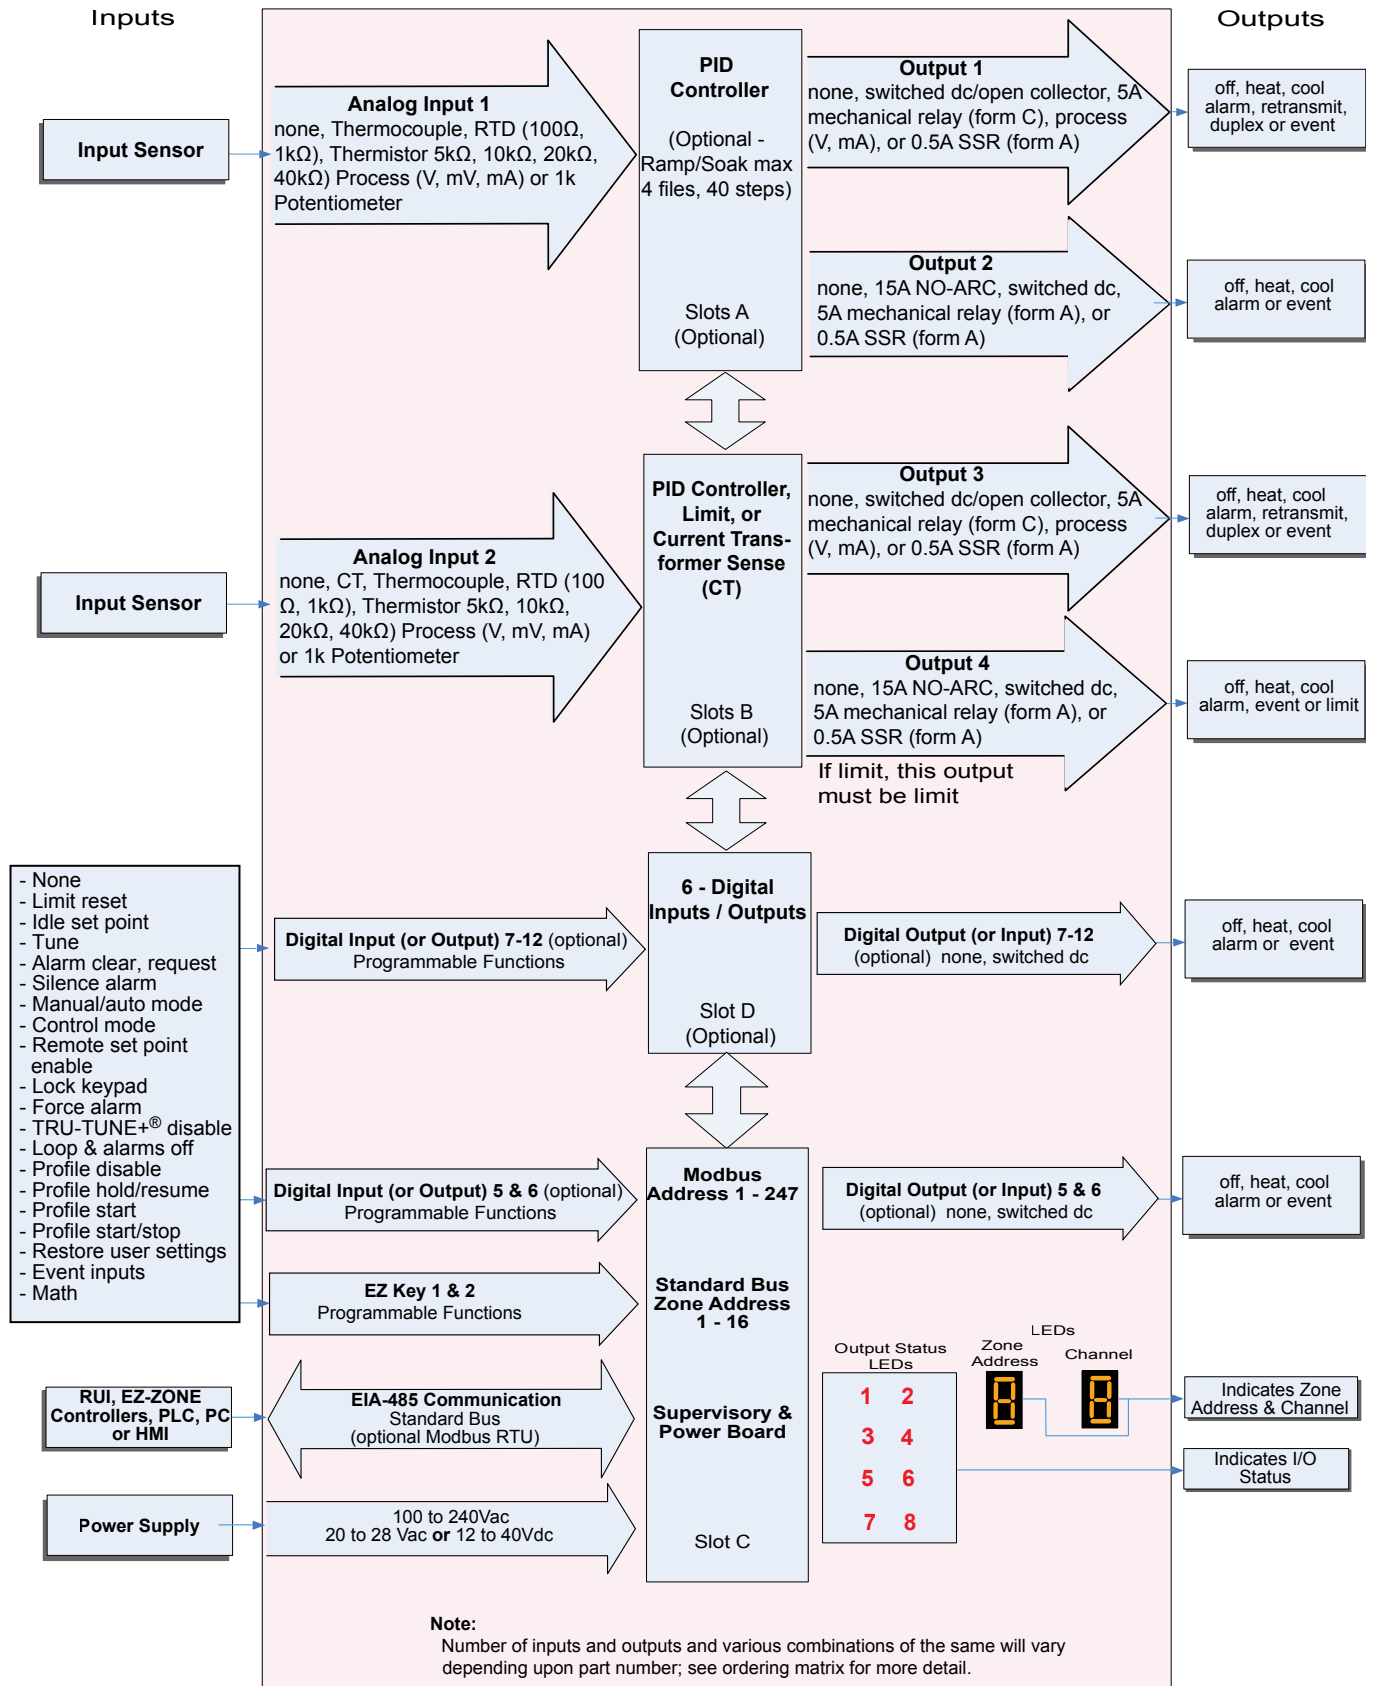 Inputs
Outputs
Input Sensor
Analog Input 1
none, Thermocouple, RTD (100Ω,
1kΩ), Thermistor 5kΩ, 10kΩ, 20kΩ,
40kΩ) Process (V, mV, mA) or 1k
Potentiometer
PID
Controller
(Optional -
Ramp/Soak max
4 files, 40 steps)
Slots A
(Optional)
Output 1
none, switched dc/open collector, 5A
mechanical relay (form C), process
(V, mA), or 0.5A SSR (form A)
off, heat, cool
alarm, retransmit,
duplex or event
Output 2
none, 15A NO-ARC, switched dc,
5A mechanical relay (form A), or
0.5A SSR (form A)
off, heat, cool
alarm or event
Input Sensor
Analog Input 2
none, CT, Thermocouple, RTD (100
Ω, 1kΩ), Thermistor 5kΩ, 10kΩ,
20kΩ, 40kΩ) Process (V, mV, mA)
or 1k Potentiometer
PID Controller,
Limit, or
Current Trans-
former Sense
(CT)
Slots B
(Optional)
Output 3
none, switched dc/open collector, 5A
mechanical relay (form C), process
(V, mA), or 0.5A SSR (form A)
off, heat, cool
alarm, retransmit,
duplex or event
Output 4
none, 15A NO-ARC, switched dc,
5A mechanical relay (form A), or
0.5A SSR (form A)
If limit, this output
must be limit
off, heat, cool
alarm, event or limit
- None
- Limit reset
- Idle set point
- Tune
- Alarm clear, request
- Silence alarm
- Manual/auto mode
- Control mode
- Remote set point
enable
- Lock keypad
- Force alarm
- TRU-TUNE+® disable
- Loop & alarms off
- Profile disable
- Profile hold/resume
- Profile start
- Profile start/stop
- Restore user settings
- Event inputs
- Math
Digital Input (or Output) 7-12 (optional)
Programmable Functions
6 - Digital
Inputs / Outputs
Slot D
(Optional)
Digital Output (or Input) 7-12
(optional) none, switched dc
off, heat, cool
alarm or event
Digital Input (or Output) 5 & 6 (optional)
Programmable Functions
Modbus
Address 1 - 247
Digital Output (or Input) 5 & 6
(optional) none, switched dc
off, heat, cool
alarm or event
EZ Key 1 & 2
Programmable Functions
Standard Bus
Zone Address
1 - 16
RUI, EZ-ZONE
Controllers, PLC, PC
or HMI
EIA-485 Communication
Standard Bus
(optional Modbus RTU)
Supervisory &
Power Board
Output Status
LEDs
1 2
3 4
5 6
7 8
LEDs
Zone
Address
Channel
8
8
Indicates Zone
Address & Channel
Indicates I/O
Status
Power Supply
100 to 240Vac
20 to 28 Vac or 12 to 40Vdc
Slot C
Note:
Number of inputs and outputs and various combinations of the same will vary
depending upon part number; see ordering matrix for more detail.